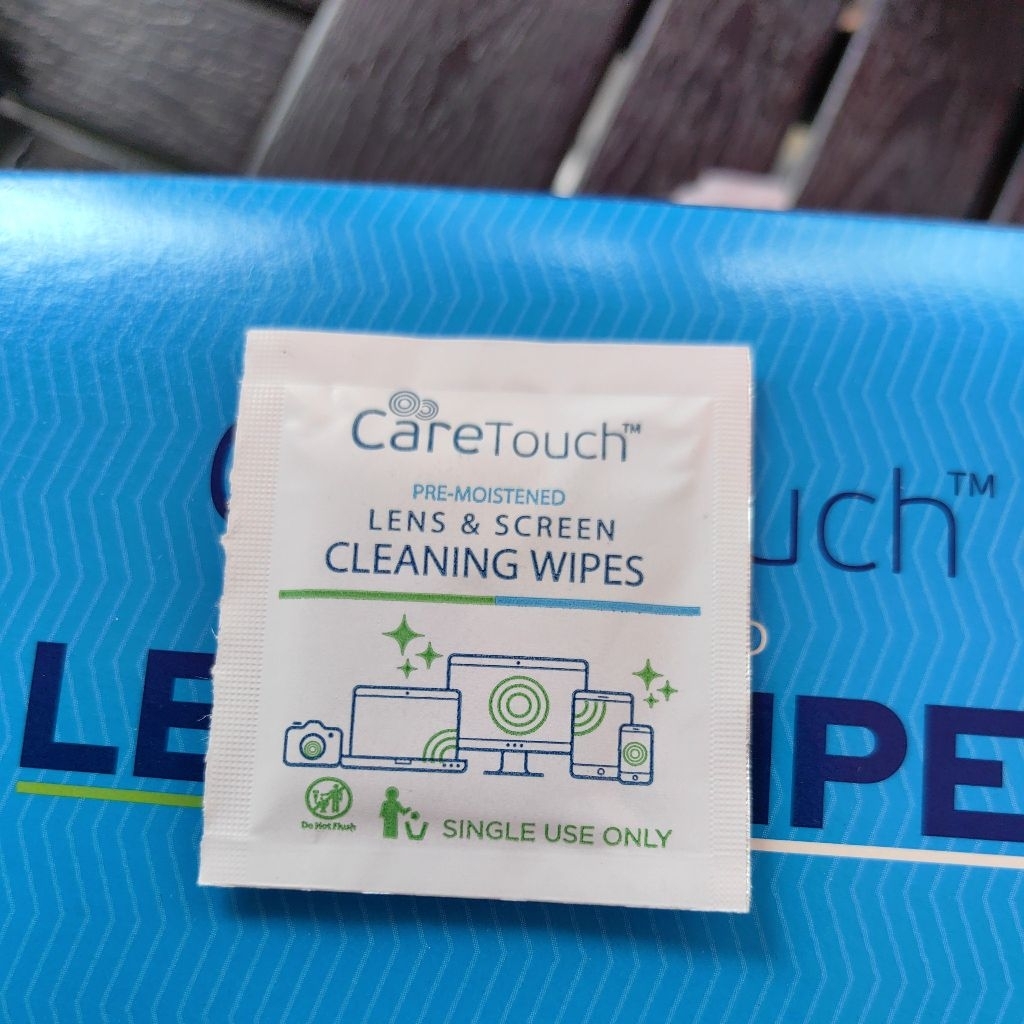 CareTouch™
PRE-MOISTENED
LENS & SCREEN
CLEANING WIPES
Do Not Flush
SINGLE USE ONLY
uch™
LE
IPE